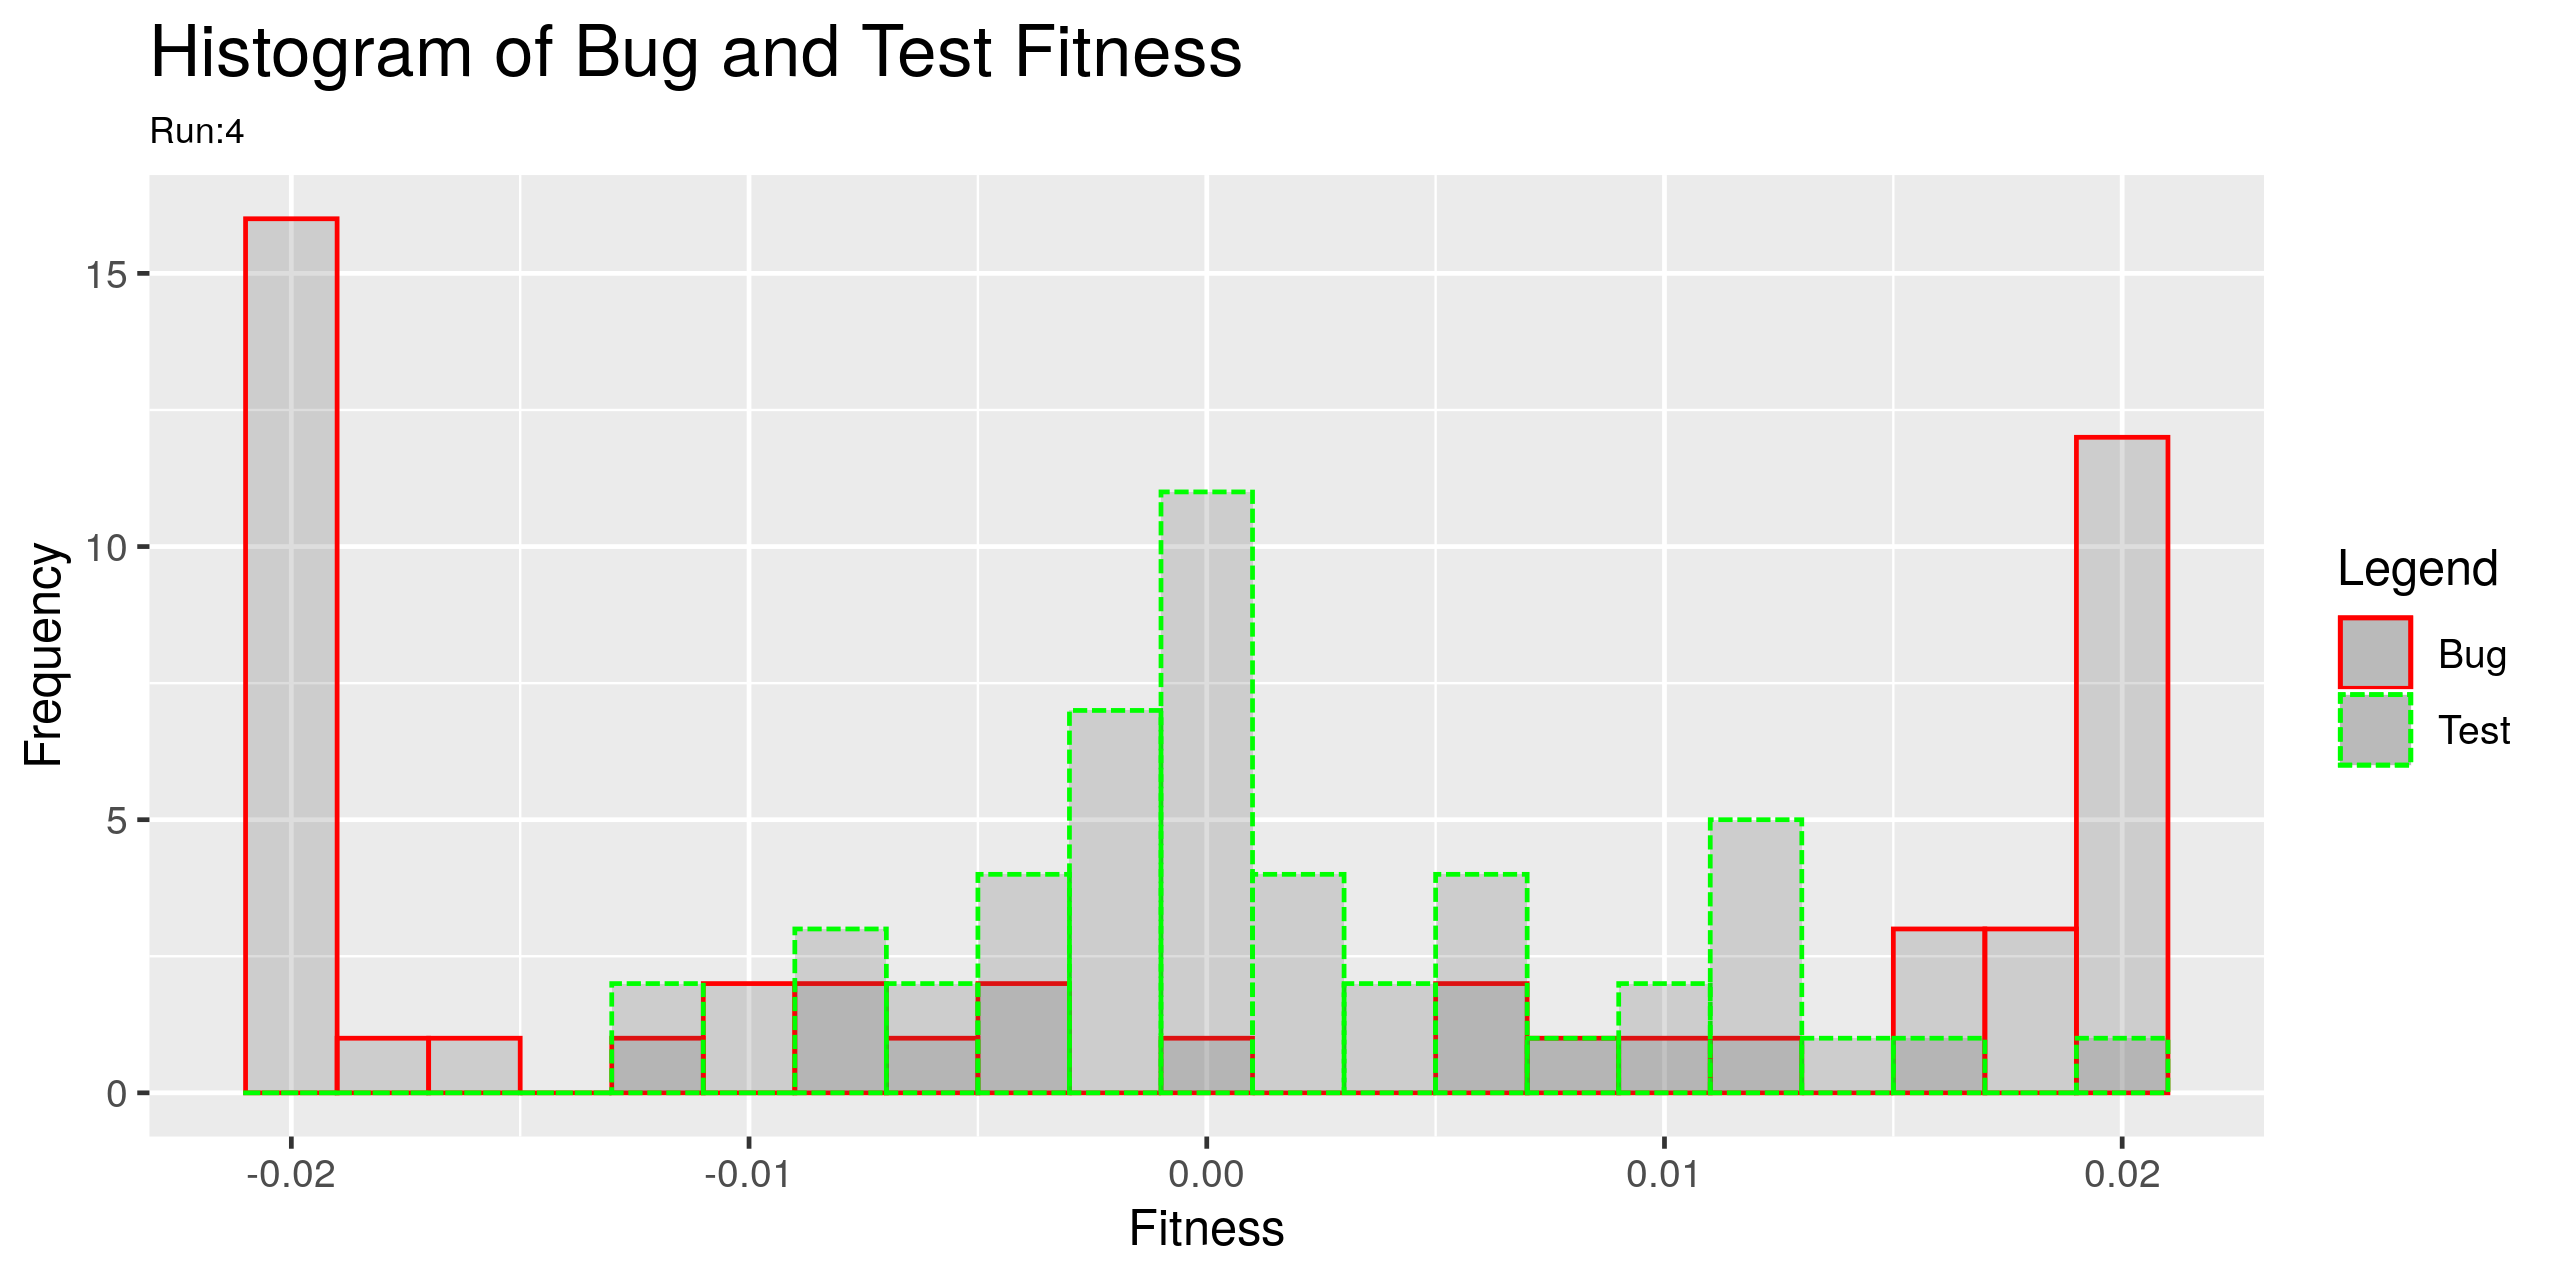 Histogram of Bug and Test Fitness
Run:4
Frequency
15
10
5
0
-0.02
-0.01
0.00
0.01
0.02
Fitness
Legend
Bug
Test